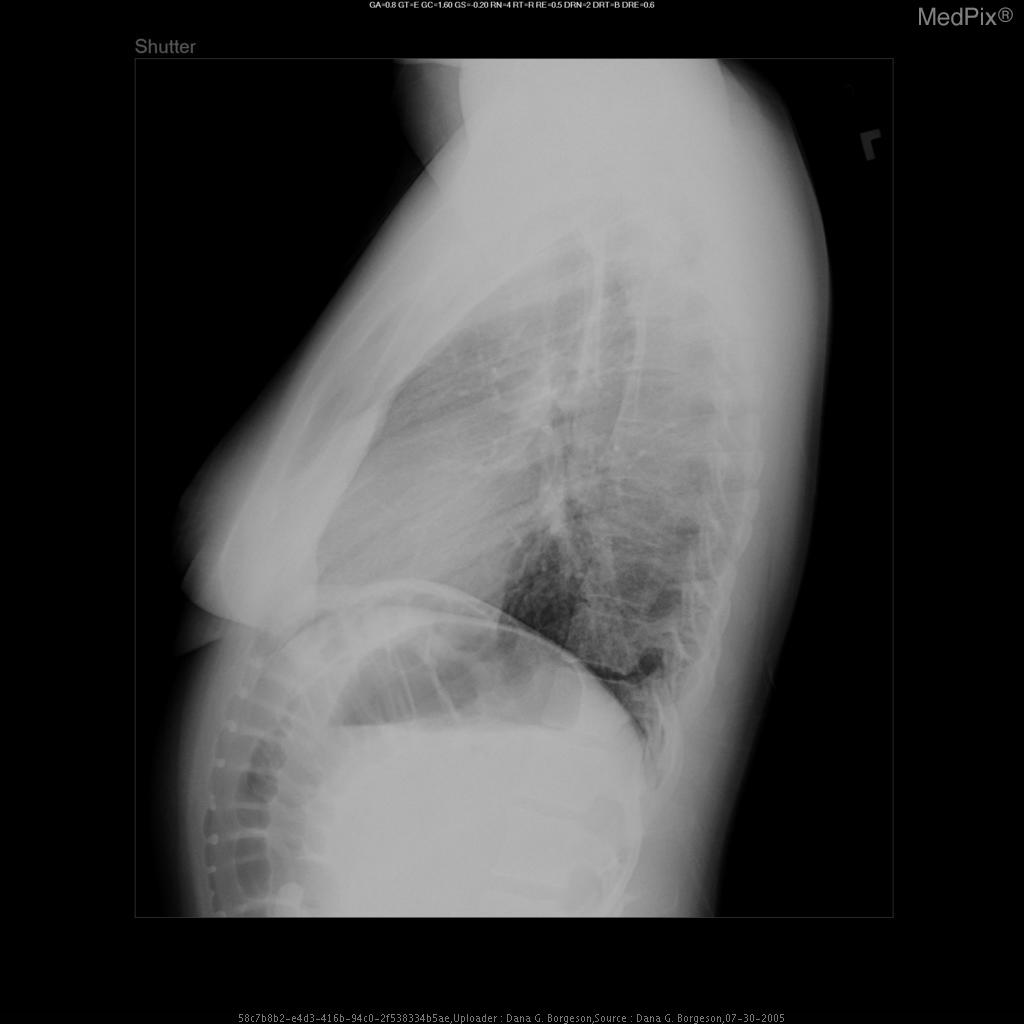 GA=0.8 GT=E GC=1.60 GS=-0.20 RN=4 RT=R RE=0.5 DRN=2 DRT=B DRE=0.6
MedPix®
Shutter
L
58c7b8b2-e4d3-416b-94c0-2f538334b5ae,Uploader : Dana G. Borgeson,Source : Dana G. Borgeson,07-30-2005